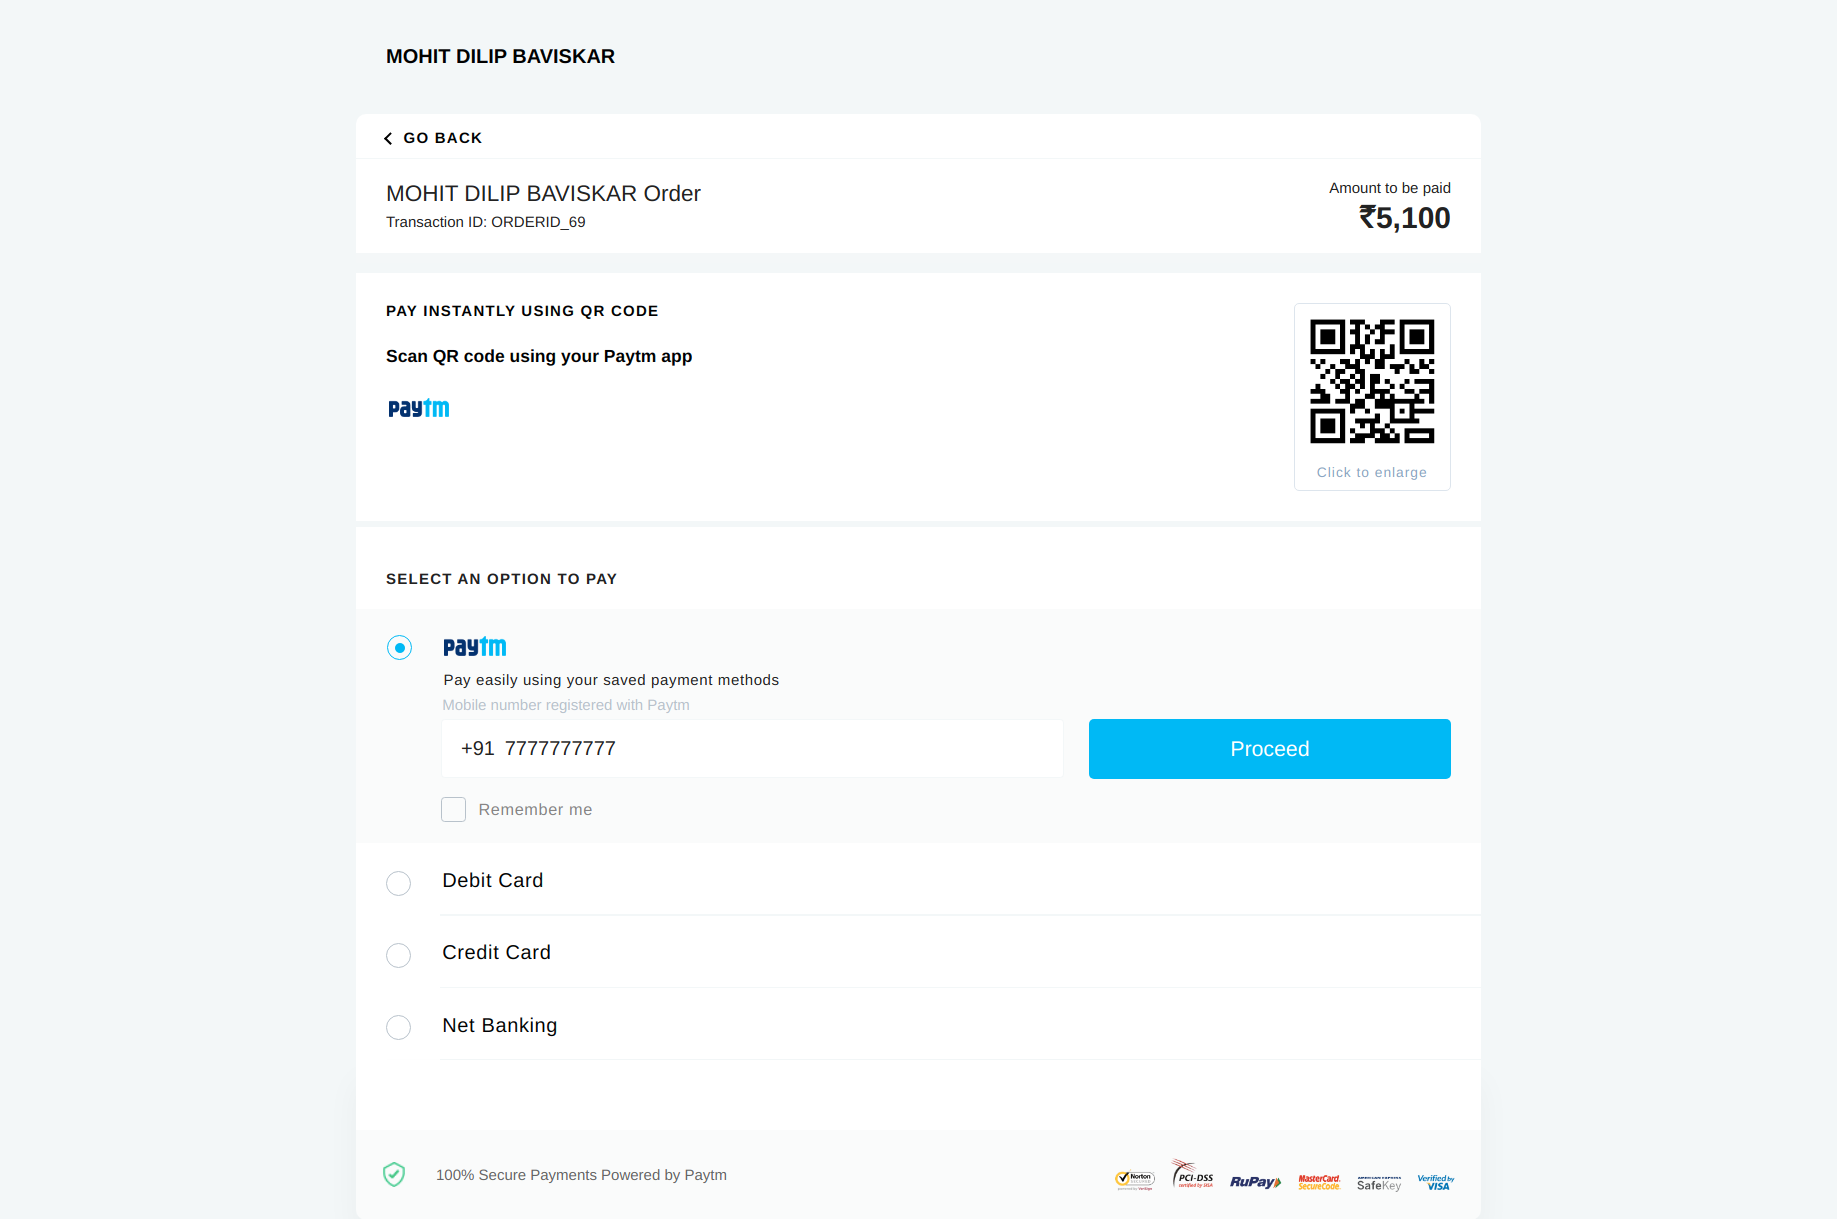 MOHIT DILIP BAVISKAR
GO BACK
MOHIT DILIP BAVISKAR Order
Transaction ID: ORDERID_69
Amount to be paid
₹5,100
PAY INSTANTLY USING QR CODE
Scan QR code using your Paytm app
paytm
Click to enlarge
SELECT AN OPTION TO PAY
paytm
Pay easily using your saved payment methods
Mobile number registered with Paytm
+91 7777777777
Proceed
Remember me
Debit Card
Credit Card
Net Banking
100% Secure Payments Powered by Paytm
Norton
PCI-DSS
RuPay
MasterCard.
SecureCode.
AMERICAN EXPRESS
SafeKey
Verified by
VISA